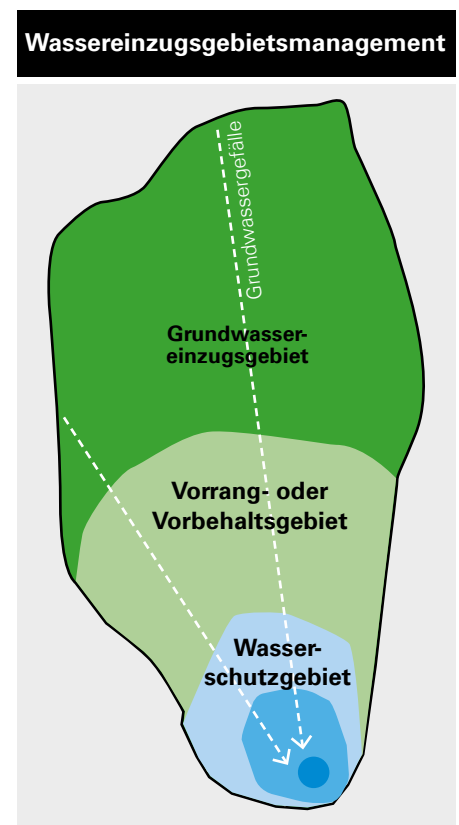 Wassereinzugsgebietsmanagement
Grundwassergefälle
Grundwasser-
einzugsgebiet
Vorrang- oder
Vorbehaltsgebiet
Wasser-
schutzgebiet